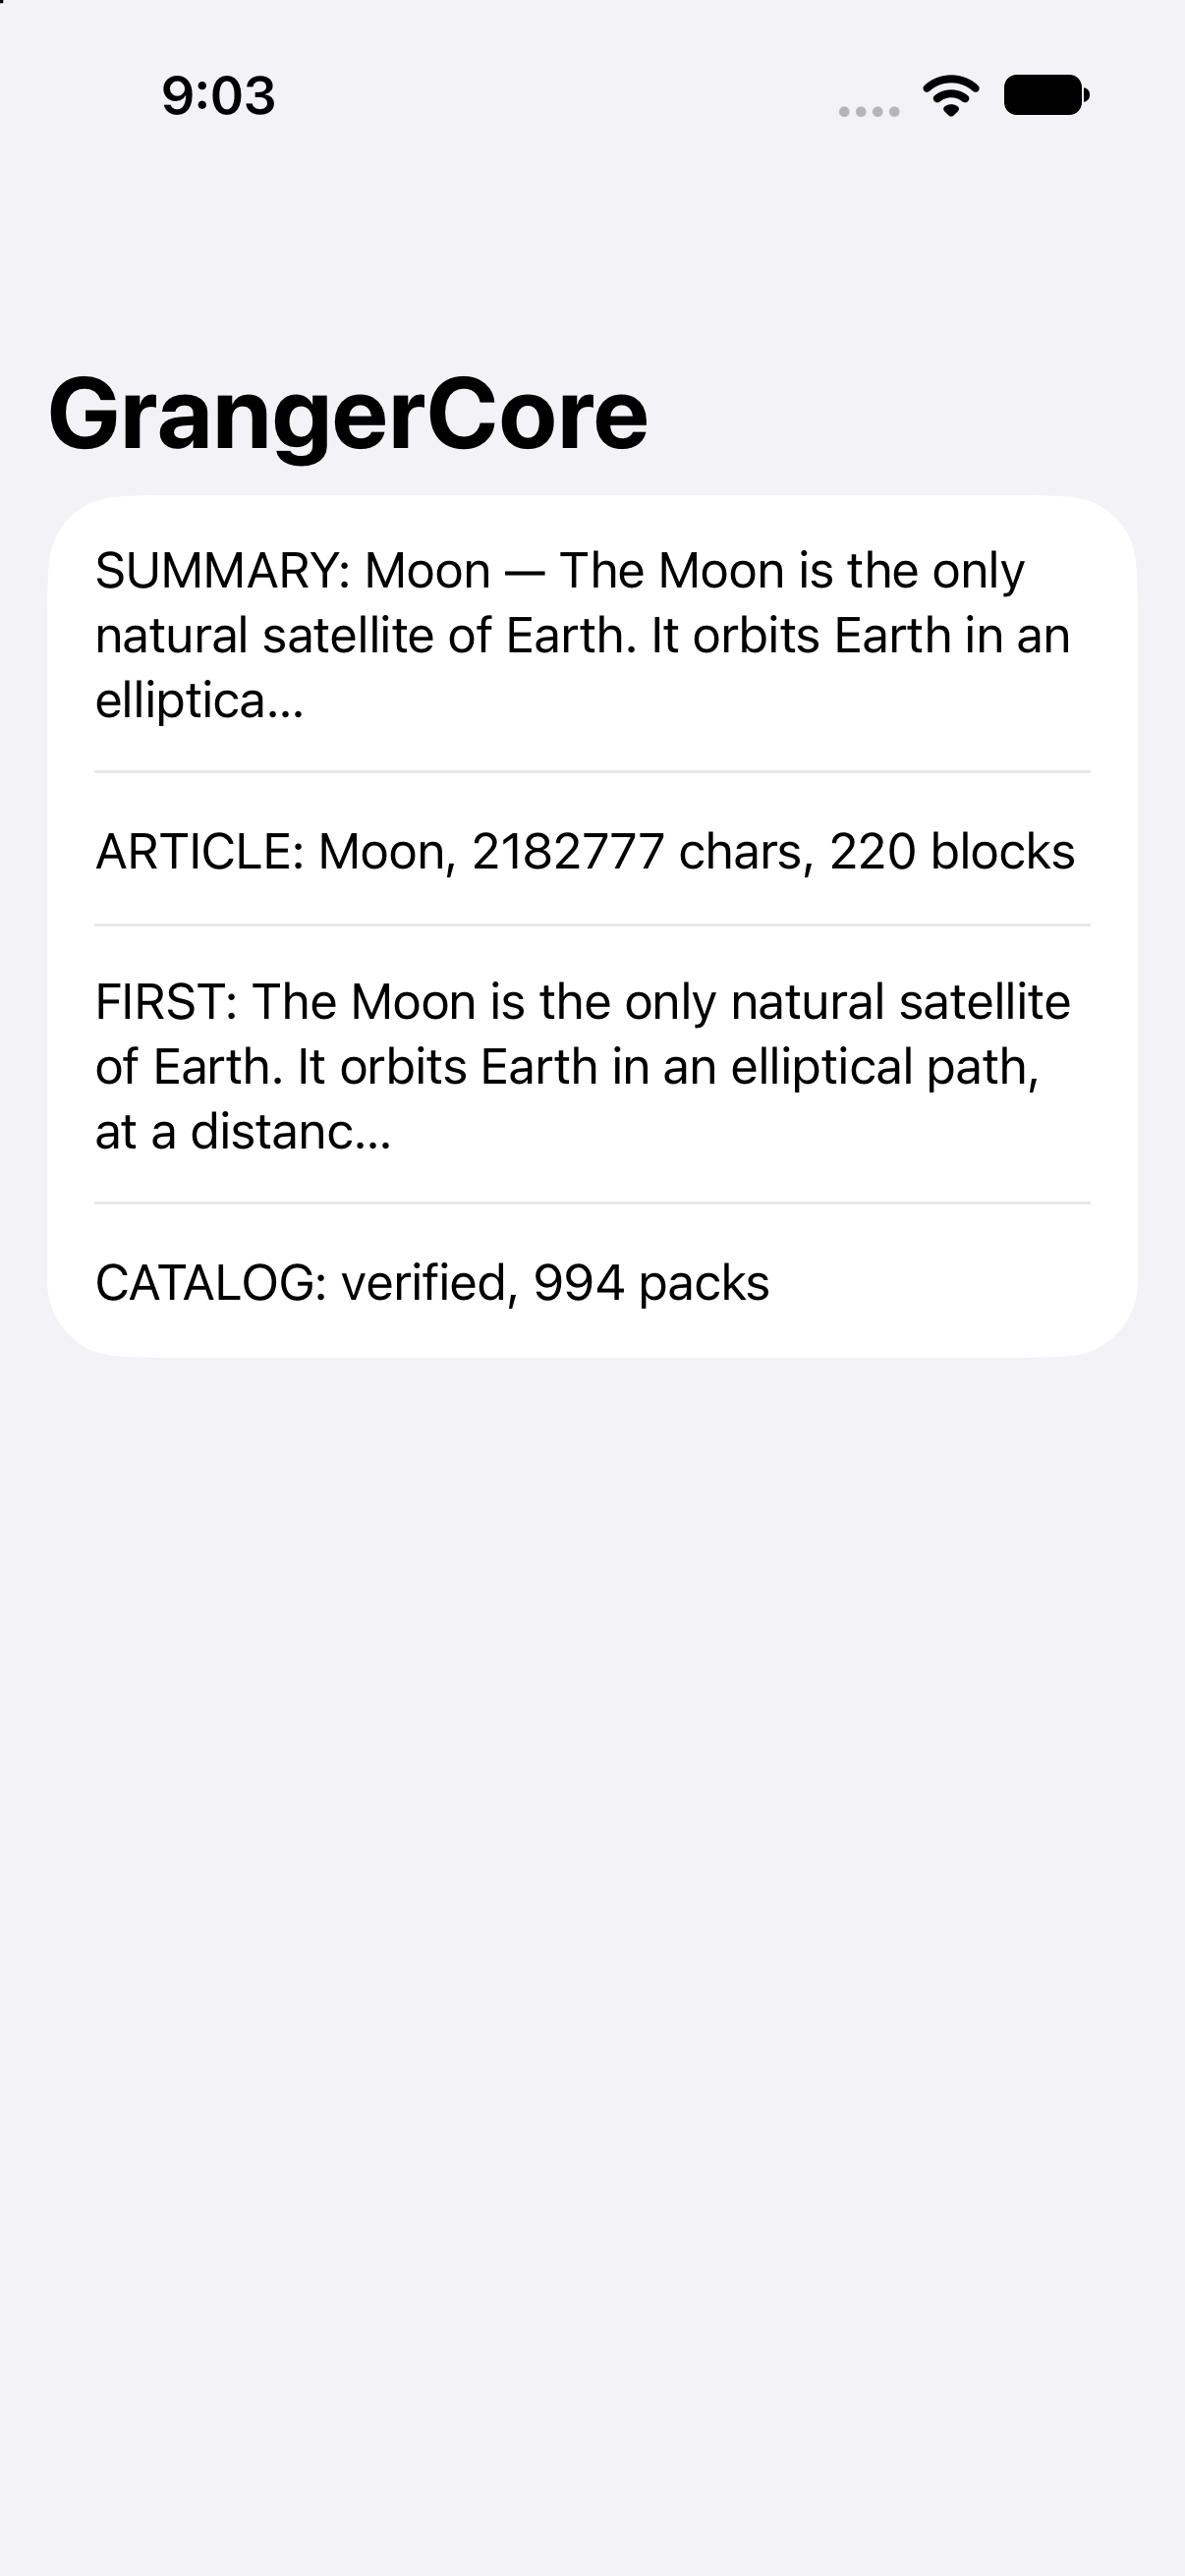 9:03
GrangerCore
SUMMARY: Moon — The Moon is the only
natural satellite of Earth. It orbits Earth in an
elliptica...
ARTICLE: Moon, 2182777 chars, 220 blocks
FIRST: The Moon is the only natural satellite
of Earth. It orbits Earth in an elliptical path,
at a distanc...
CATALOG: verified, 994 packs